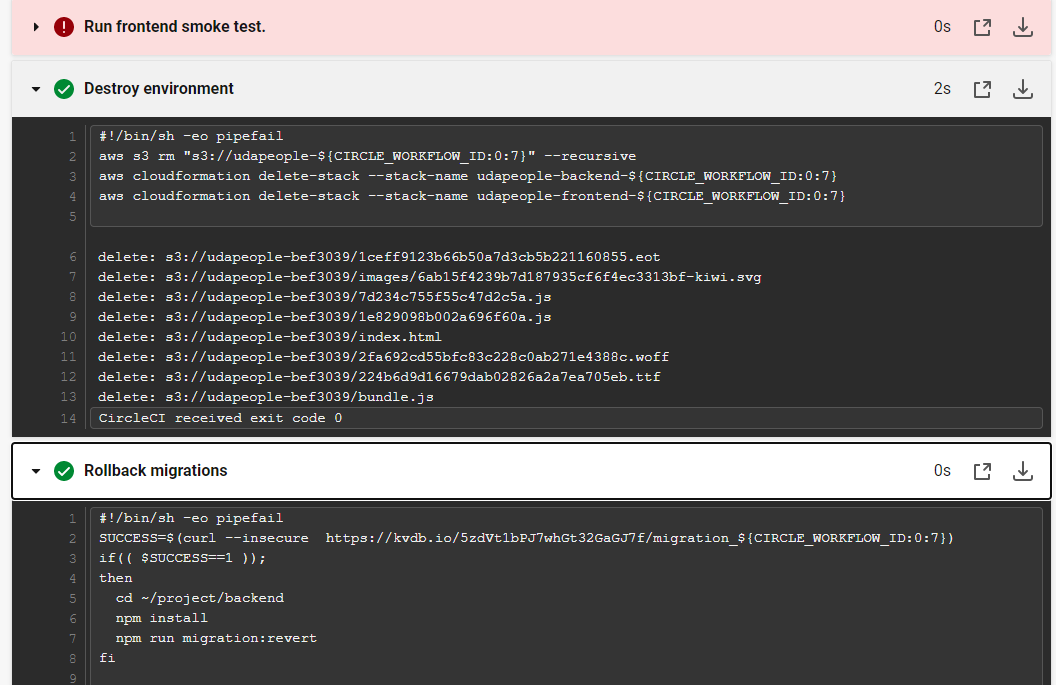 Run frontend smoke test. 0s
Destroy environment 2s
1 #!/bin/sh -eo pipefail
2 aws s3 rm "s3://udapeople-${CIRCLE_WORKFLOW_ID:0:7}" --recursive
3 aws cloudformation delete-stack --stack-name udapeople-backend-${CIRCLE_WORKFLOW_ID:0:7}
4 aws cloudformation delete-stack --stack-name udapeople-frontend-${CIRCLE_WORKFLOW_ID:0:7}
5
6 delete: s3://udapeople-bef3039/1ceff9123b66b50a7d3cb5b221160855.eot
7 delete: s3://udapeople-bef3039/images/6ab15f4239b7d187935cf6f4ec3313bf-kiwi.svg
8 delete: s3://udapeople-bef3039/7d234c755f55c47d2c5a.js
9 delete: s3://udapeople-bef3039/1e829098b002a696f60a.js
10 delete: s3://udapeople-bef3039/index.html
11 delete: s3://udapeople-bef3039/2fa692cd55bfc83c228c0ab271e4388c.woff
12 delete: s3://udapeople-bef3039/224b6d9d16679dab02826a2a7ea705eb.ttf
13 delete: s3://udapeople-bef3039/bundle.js
14 CircleCI received exit code 0
Rollback migrations 0s
1 #!/bin/sh -eo pipefail
2 SUCCESS=$(curl --insecure  https://kvdb.io/5zdVt1bPJ7whGt32GaGJ7f/migration_${CIRCLE_WORKFLOW_ID:0:7})
3 if(( $SUCCESS==1 ));
4 then
5   cd ~/project/backend
6   npm install
7   npm run migration:revert
8 fi
9